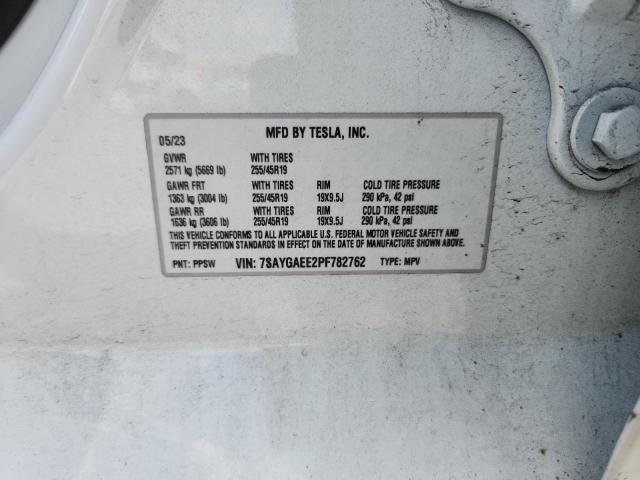 05/23 MFD BY TESLA, INC.
GVWR WITH TIRES
2571 kg (5669 lb) 255/45R19
GAWR FRT WITH TIRES RIM COLD TIRE PRESSURE
1363 kg (3004 lb) 255/45R19 19X9.5J 290 kPa, 42 psi
GAWR RR WITH TIRES RIM COLD TIRE PRESSURE
1636 kg (3606 lb) 255/45R19 19X9.5J 290 kPa, 42 psi
THIS VEHICLE CONFORMS TO ALL APPLICABLE U.S. FEDERAL MOTOR VEHICLE SAFETY AND
THEFT PREVENTION STANDARDS IN EFFECT ON THE DATE OF MANUFACTURE SHOWN ABOVE.
PNT: PPSW VIN: 7SAYGAEE2PF782762 TYPE: MPV